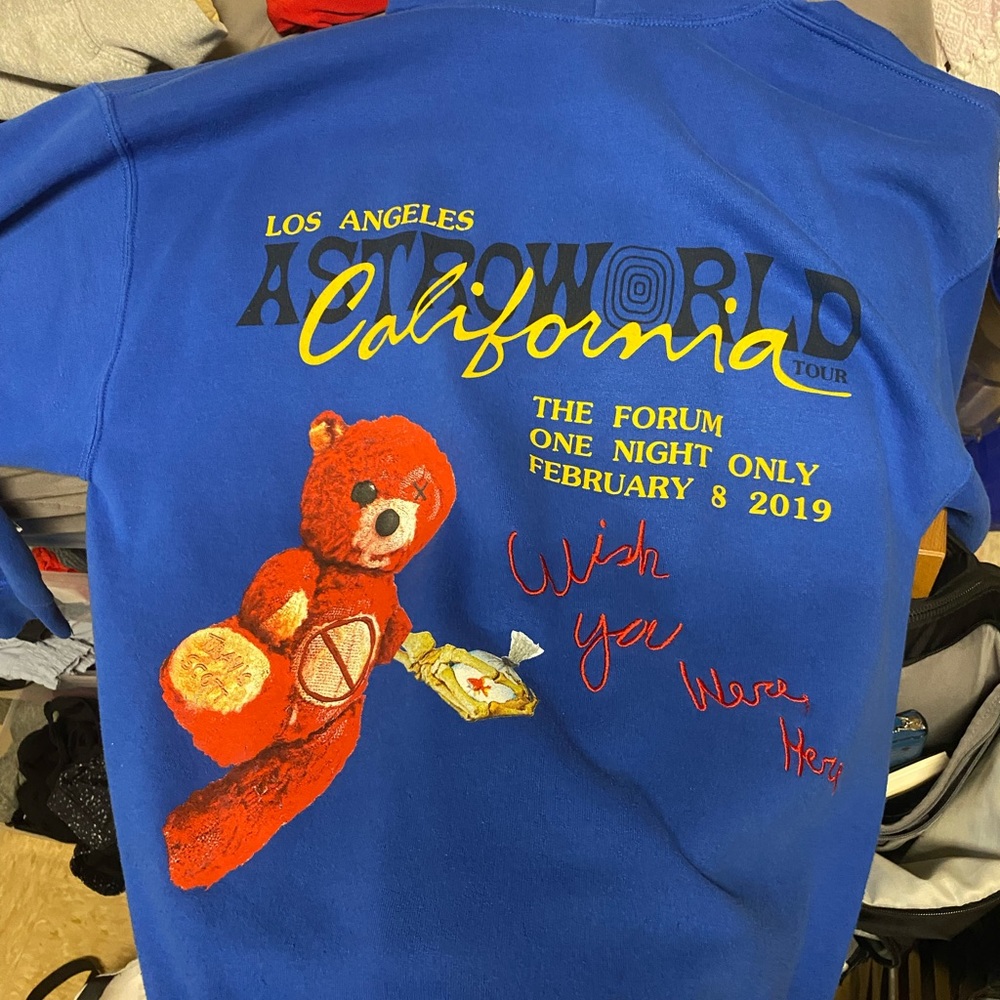 LOS ANGELES
ASTROWORLD
California
TOUR
THE FORUM
ONE NIGHT ONLY
FEBRUARY 8 2019
Wish
you
Were
Here